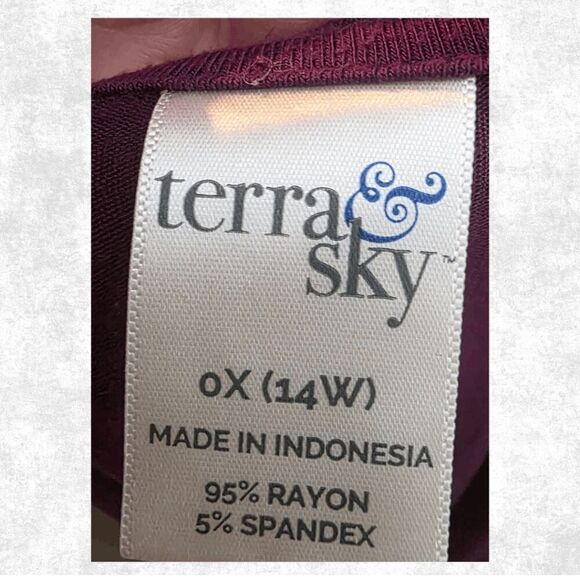 terra &
sky™
0X (14W)
MADE IN INDONESIA
95% RAYON
5% SPANDEX